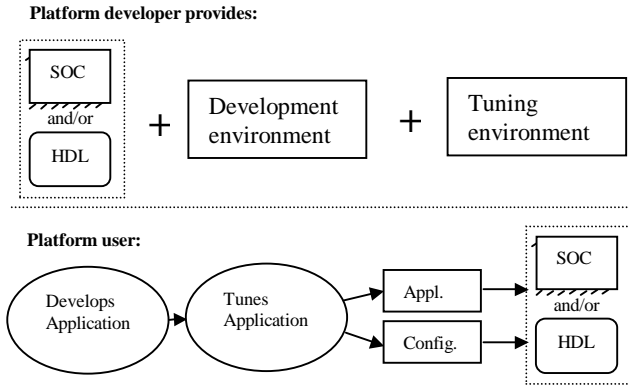 Platform developer provides:
SOC
and/or
HDL
+
Development
environment
+
Tuning
environment
Platform user:
Develops
Application
Tunes
Application
Appl.
Config.
SOC
and/or
HDL